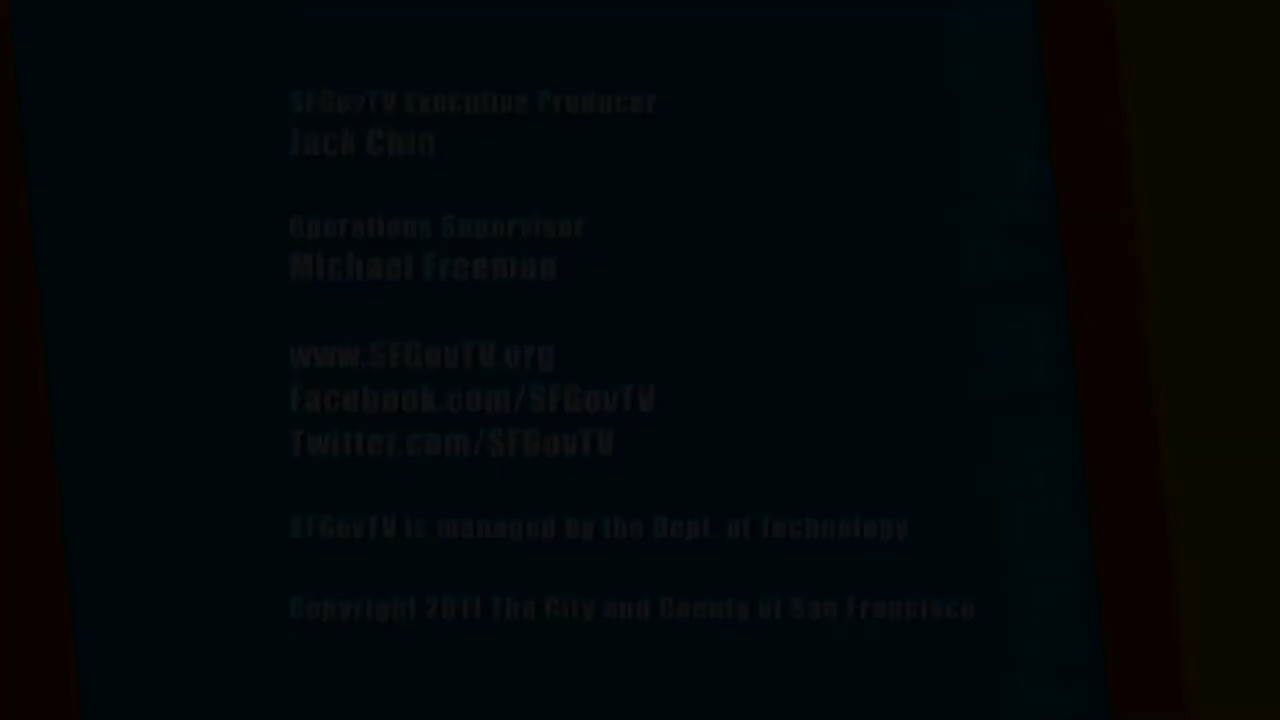 SFGovTV Executive Producer
Jack Chin
Operations Supervisor
Michael Freeman
www.SFGovTV.org
Facebook.com/SFGovTV
Twitter.com/SFGovTV
SFGovTV is managed by the Dept. of Technology
Copyright 2011 The City and County of San Francisco